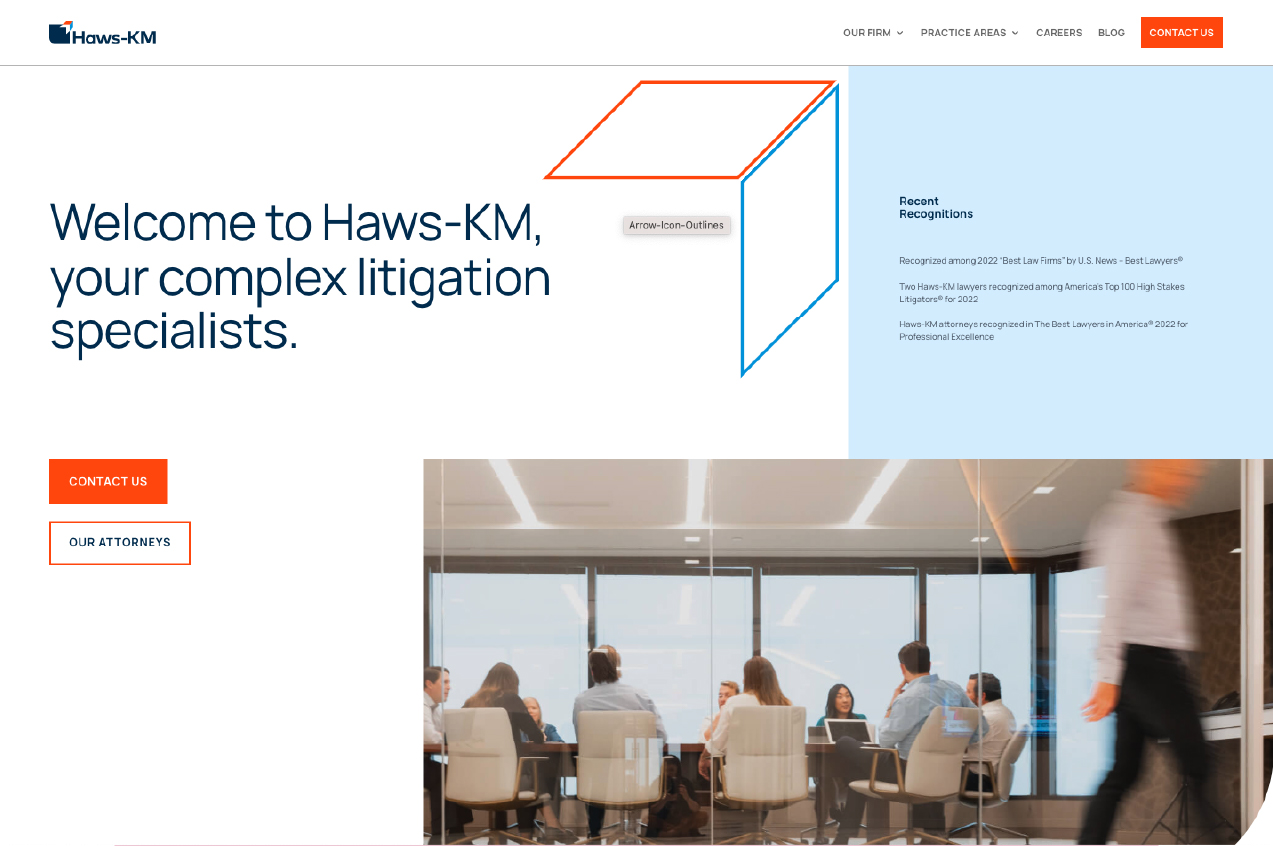 Haws-KM
OUR FIRM
PRACTICE AREAS
CAREERS
BLOG
CONTACT US
Welcome to Haws-KM,
your complex litigation
specialists.
Arrow-Icon-Outlines
Recent
Recognitions
Recognized among 2022 "Best Law Firms" by U.S. News - Best Lawyers®
Two Haws-KM lawyers recognized among America's Top 100 High Stakes
Litigators® for 2022
Haws-KM attorneys recognized in The Best Lawyers in America® 2022 for
Professional Excellence
CONTACT US
OUR ATTORNEYS